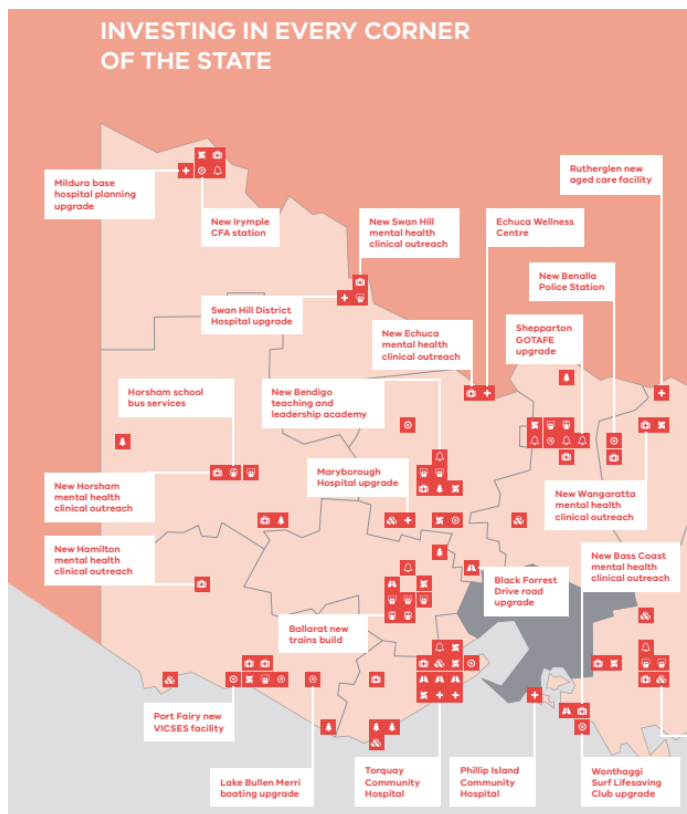 INVESTING IN EVERY CORNER
OF THE STATE
Rutherglen new
aged care facility
Mildura base
hospital planning
upgrade
New Irymple
CFA station
New Swan Hill
mental health
clinical outreach
Echuca Wellness
Centre
New Benalla
Police Station
Swan Hill District
Hospital upgrade
New Echuca
mental health
clinical outreach
Shepparton
GOTAFE
upgrade
Horsham school
bus services
New Bendigo
teaching and
leadership academy
Maryborough
Hospital upgrade
New Horsham
mental health
clinical outreach
New Wangaratta
mental health
clinical outreach
New Hamilton
mental health
clinical outreach
New Bass Coast
mental health
clinical outreach
Black Forrest
Drive road
upgrade
Ballarat new
trains build
Port Fairy new
VICSES facility
Lake Bullen Merri
boating upgrade
Torquay
Community
Hospital
Phillip Island
Community
Hospital
Wonthaggi
Surf Lifesaving
Club upgrade